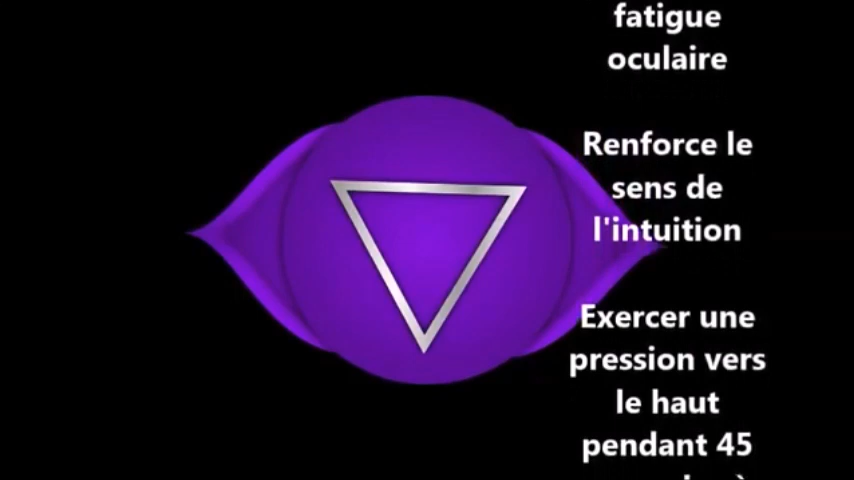 fatigue
oculaire
Renforce le
sens de
l'intuition
Exercer une
pression vers
le haut
pendant 45